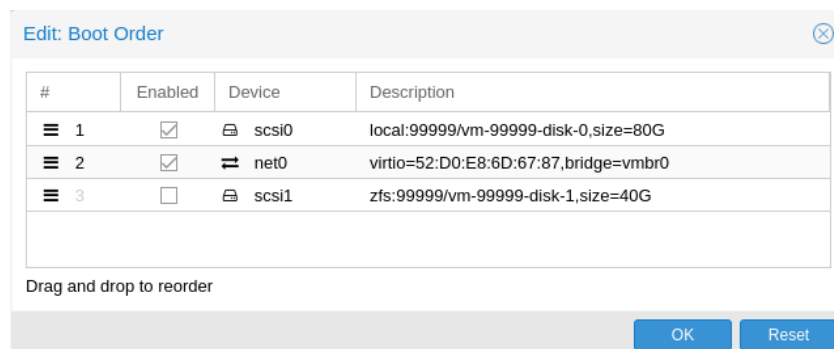 Edit: Boot Order
# Enabled Device Description
1 scsi0 local:99999/vm-99999-disk-0,size=80G
2 net0 virtio=52:D0:E8:6D:67:87,bridge=vmbr0
3 scsi1 zfs:99999/vm-99999-disk-1,size=40G
Drag and drop to reorder
OK Reset